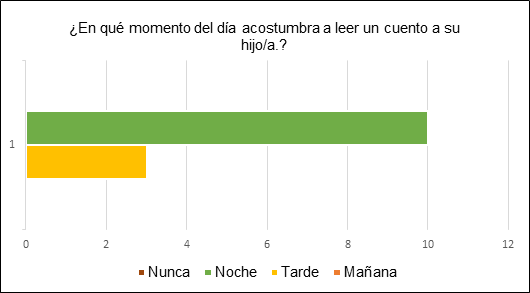 ¿En qué momento del día acostumbra a leer un cuento a su
hijo/a.?
1
0 2 4 6 8 10 12
Nunca Noche Tarde Mañana